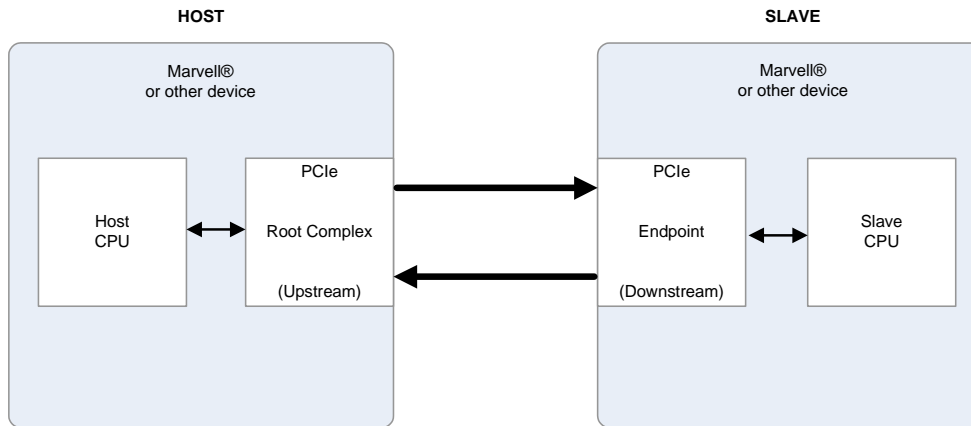 HOST
SLAVE
Marvell®
or other device
Marvell®
or other device
Host
CPU
PCIe
Root Complex
(Upstream)
PCIe
Endpoint
(Downstream)
Slave
CPU